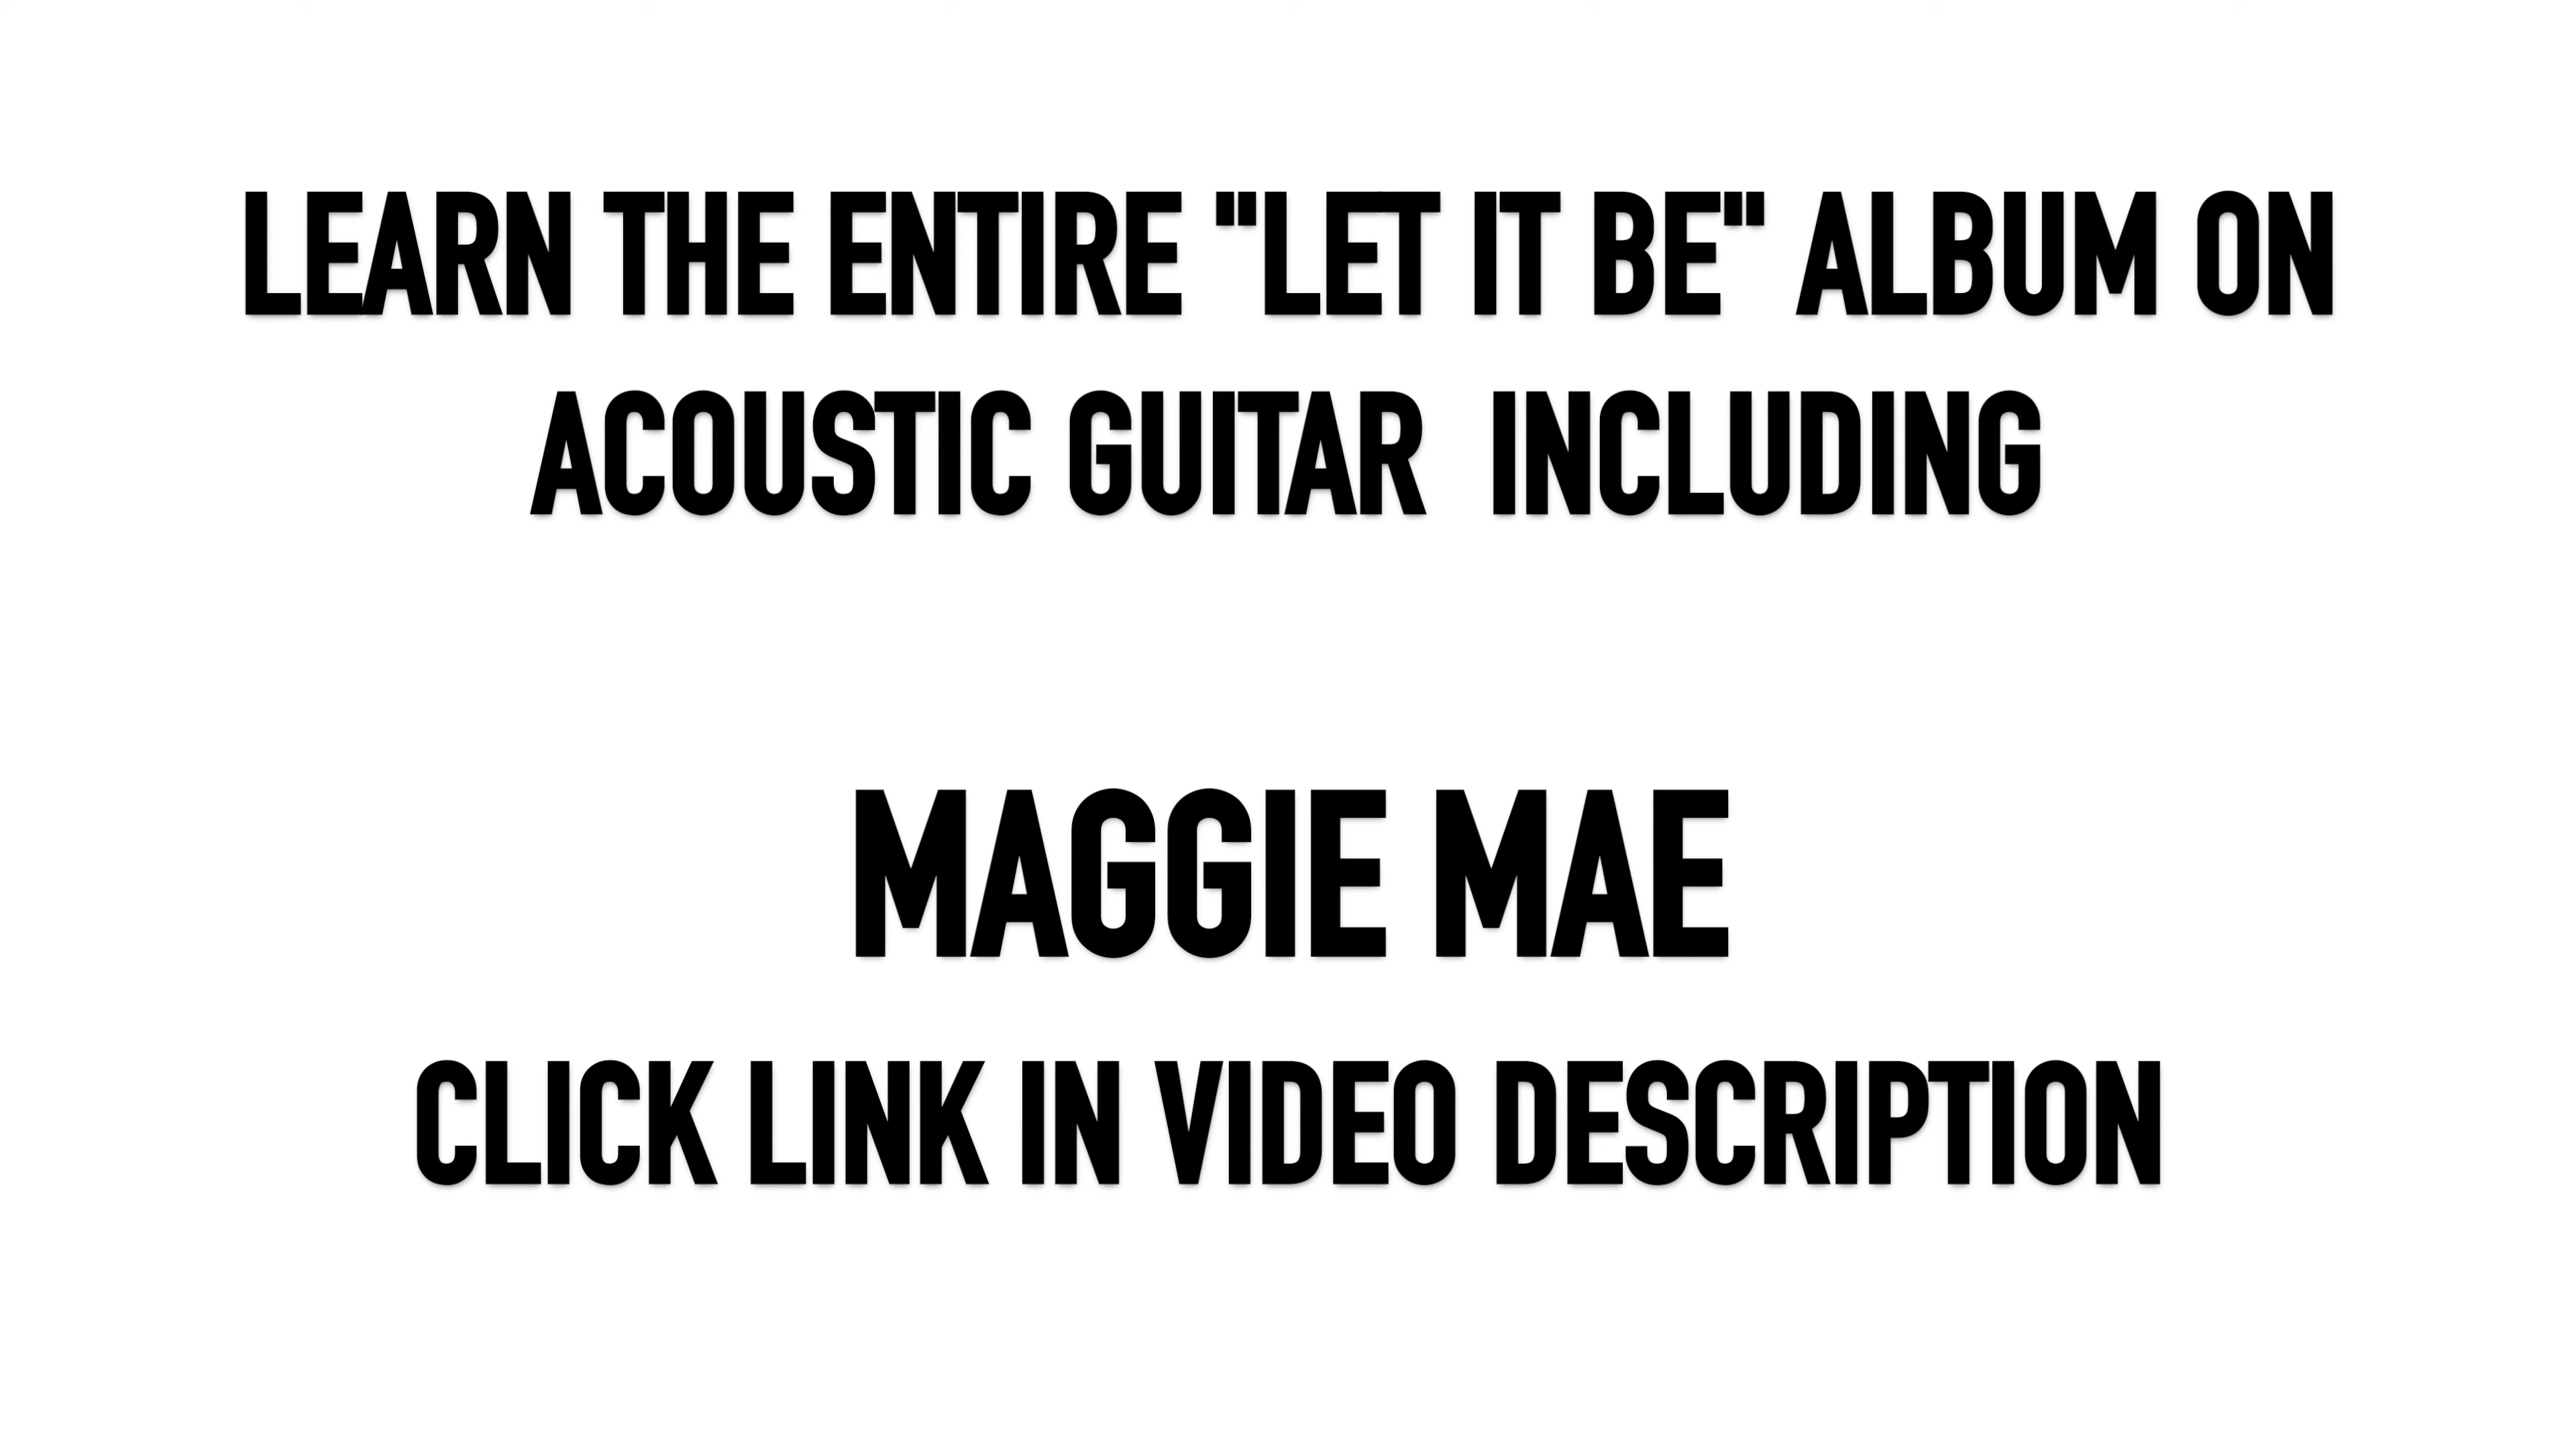 LEARN THE ENTIRE "LET IT BE" ALBUM ON
ACOUSTIC GUITAR  INCLUDING
MAGGIE MAE
CLICK LINK IN VIDEO DESCRIPTION